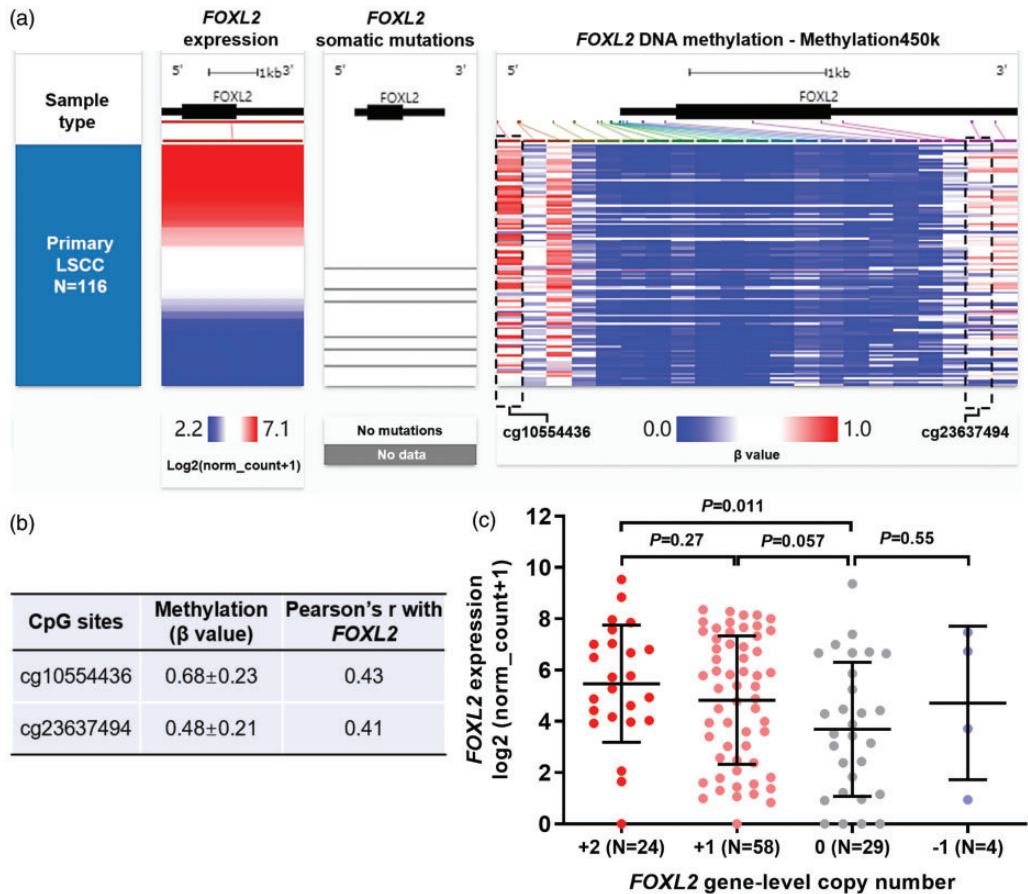 (a)
FOXL2
expression
FOXL2
somatic mutations
FOXL2 DNA methylation - Methylation450k
Sample
type
5'
1kb
3'
FOXL2
5'
3'
FOXL2
5'
1kb
3'
FOXL2
Primary
LSCC
N=116
2.2
7.1
Log2(norm_count+1)
No mutations
No data
cg10554436
0.0
1.0
β value
cg23637494
(b)
CpG sites
Methylation
(β value)
Pearson's r with
FOXL2
cg10554436
0.68±0.23
0.43
cg23637494
0.48±0.21
0.41
(c)
P=0.011
P=0.27
P=0.057
P=0.55
FOXL2 expression
log2 (norm_count+1)
12
10
8
6
4
2
0
+2 (N=24)
+1 (N=58)
0 (N=29)
-1 (N=4)
FOXL2 gene-level copy number